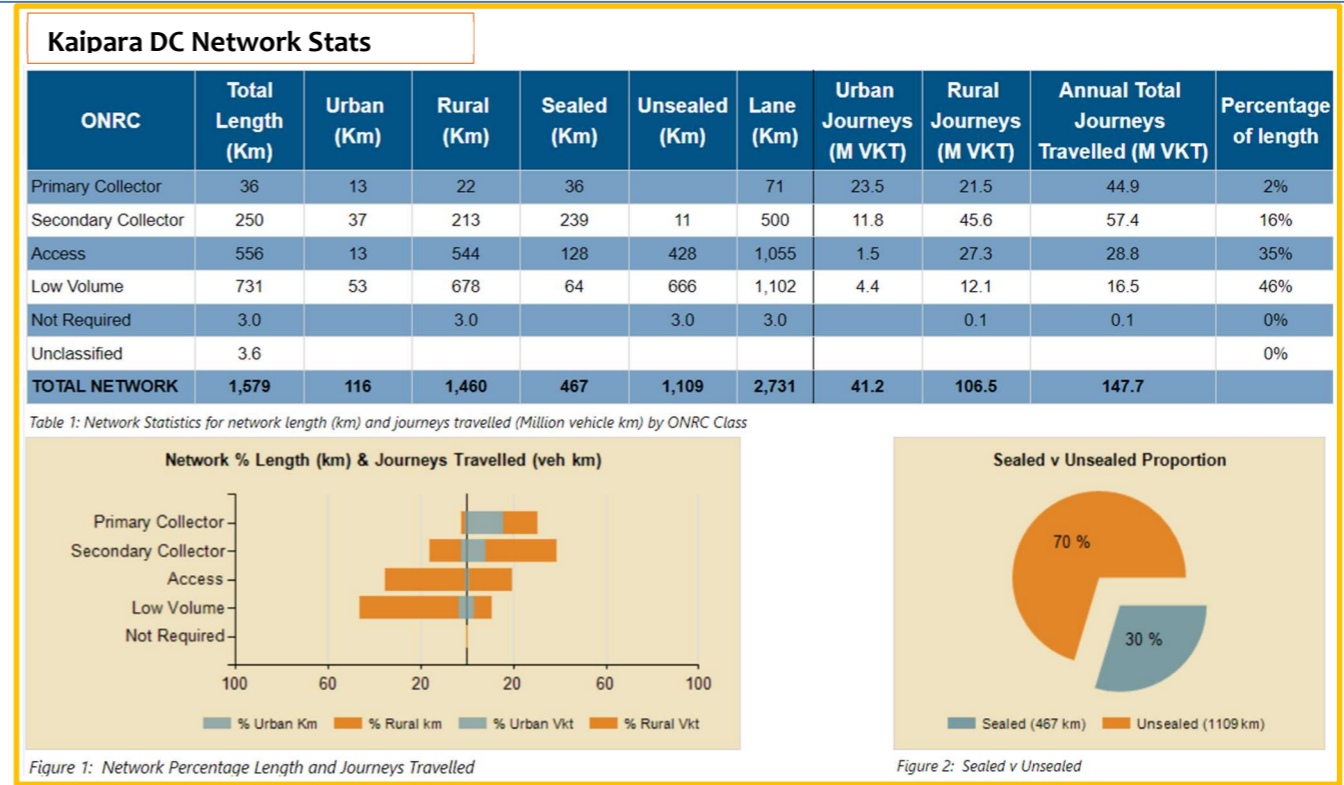 Kaipara DC Network Stats
ONRC Total Length (Km) Urban (Km) Rural (Km) Sealed (Km) Unsealed (Km) Lane (Km) Urban Journeys (M VKT) Rural Journeys (M VKT) Annual Total Journeys Travelled (M VKT) Percentage of length
Primary Collector 36 13 22 36 71 23.5 21.5 44.9 2%
Secondary Collector 250 37 213 239 11 500 11.8 45.6 57.4 16%
Access 556 13 544 128 428 1,055 1.5 27.3 28.8 35%
Low Volume 731 53 678 64 666 1,102 4.4 12.1 16.5 46%
Not Required 3.0 3.0 3.0 3.0 0.1 0.1 0%
Unclassified 3.6 0%
TOTAL NETWORK 1,579 116 1,460 467 1,109 2,731 41.2 106.5 147.7
Table 1: Network Statistics for network length (km) and journeys travelled (Million vehicle km) by ONRC Class
Network % Length (km) & Journeys Travelled (veh km)
Primary Collector
Secondary Collector
Access
Low Volume
Not Required
100 60 20 20 60 100
% Urban Km % Rural km % Urban Vkt % Rural Vkt
Figure 1: Network Percentage Length and Journeys Travelled
Sealed v Unsealed Proportion
70 %
30 %
Sealed (467 km) Unsealed (1109 km)
Figure 2: Sealed v Unsealed